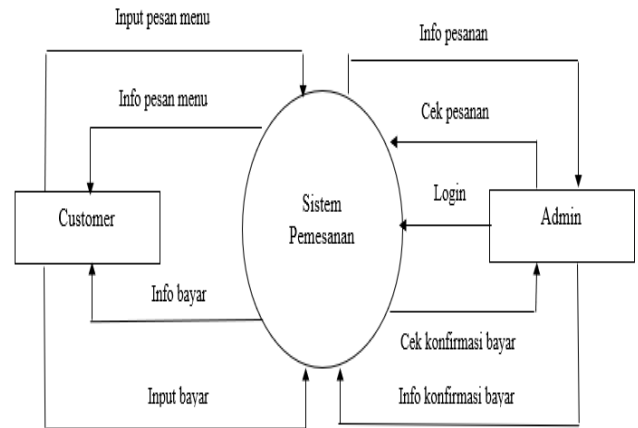 Input pesan menu
Info pesanan
Info pesan menu
Cek pesanan
Login
Customer
Sistem
Pemesanan
Admin
Info bayar
Cek konfirmasi bayar
Input bayar
Info konfirmasi bayar